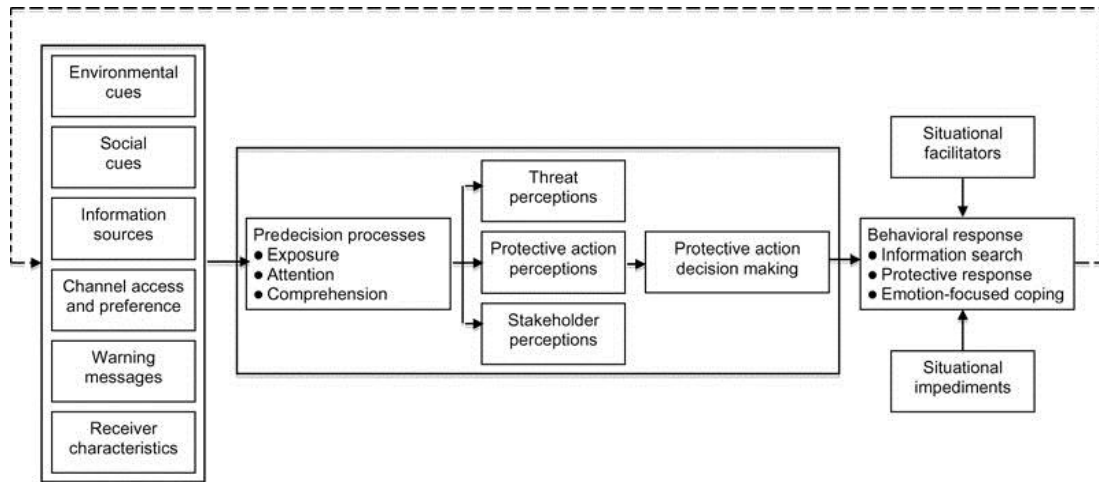 Environmental
cues
Social
cues
Information
sources
Channel access
and preference
Warning
messages
Receiver
characteristics
Predecision processes
● Exposure
● Attention
● Comprehension
Threat
perceptions
Protective action
perceptions
Stakeholder
perceptions
Protective action
decision making
Situational
facilitators
Behavioral response
● Information search
● Protective response
● Emotion-focused coping
Situational
impediments